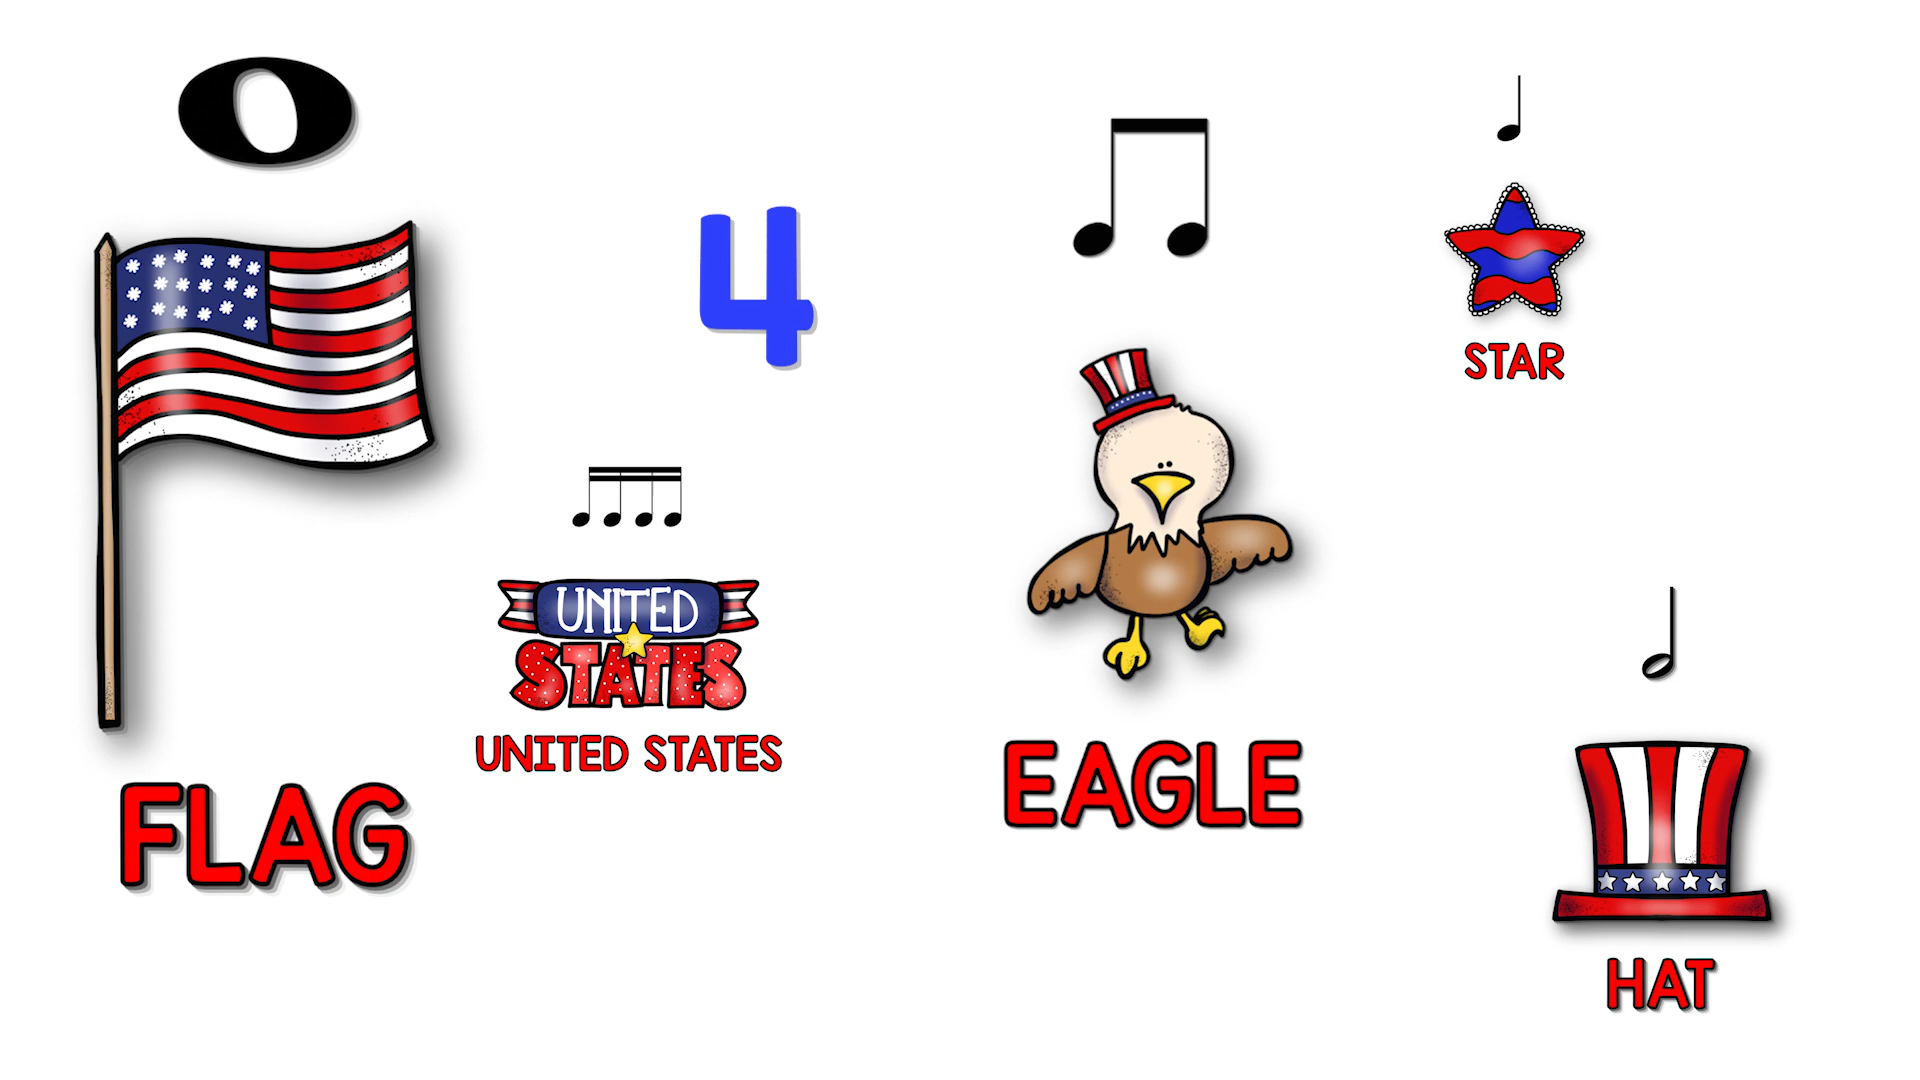 4
STAR
UNITED
STATES
UNITED STATES
EAGLE
FLAG
HAT